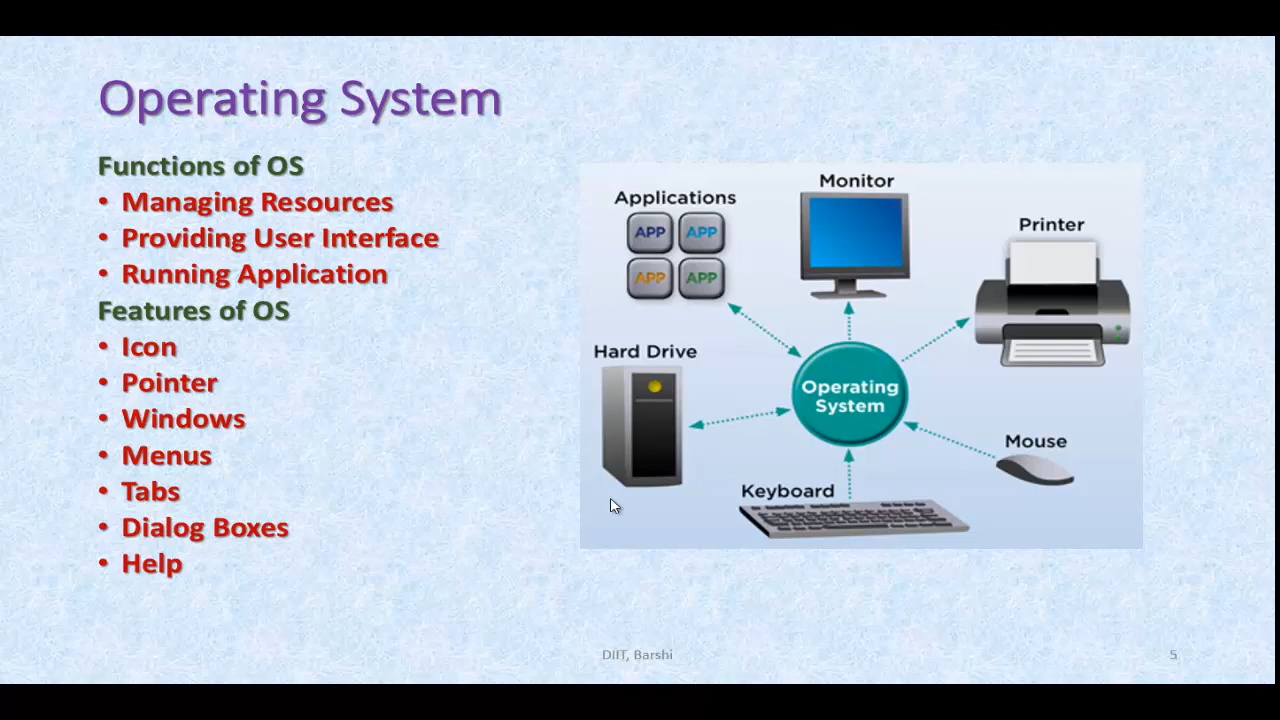 Operating System
Functions of OS
• Managing Resources
• Providing User Interface
• Running Application
Features of OS
• Icon
• Pointer
• Windows
• Menus
• Tabs
• Dialog Boxes
• Help
Monitor
Applications
APP APP
APP APP
Printer
Hard Drive
Operating
System
Mouse
Keyboard
DIIT, Barshi
5